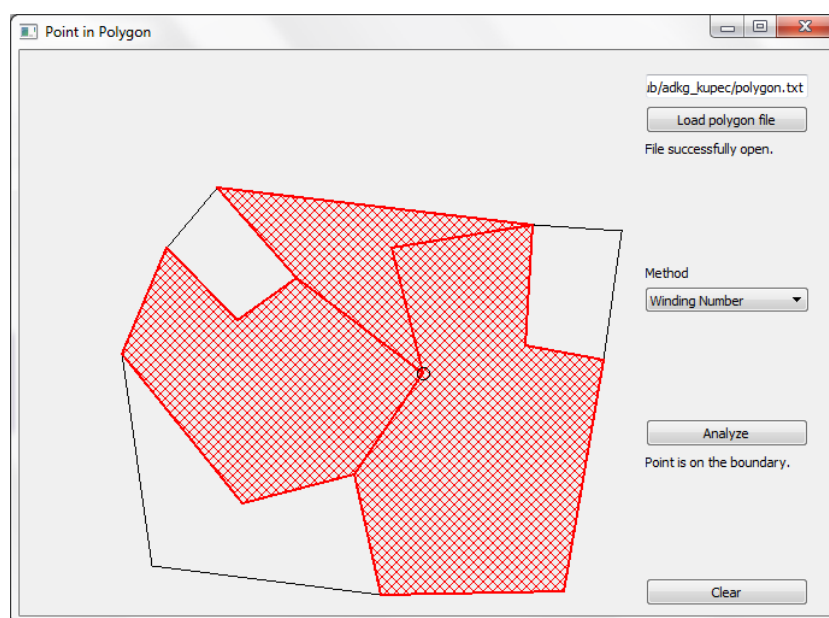 Point in Polygon
ub/adkg_kupec/polygon.txt
Load polygon file
File successfully open.
Method
Winding Number
Analyze
Point is on the boundary.
Clear